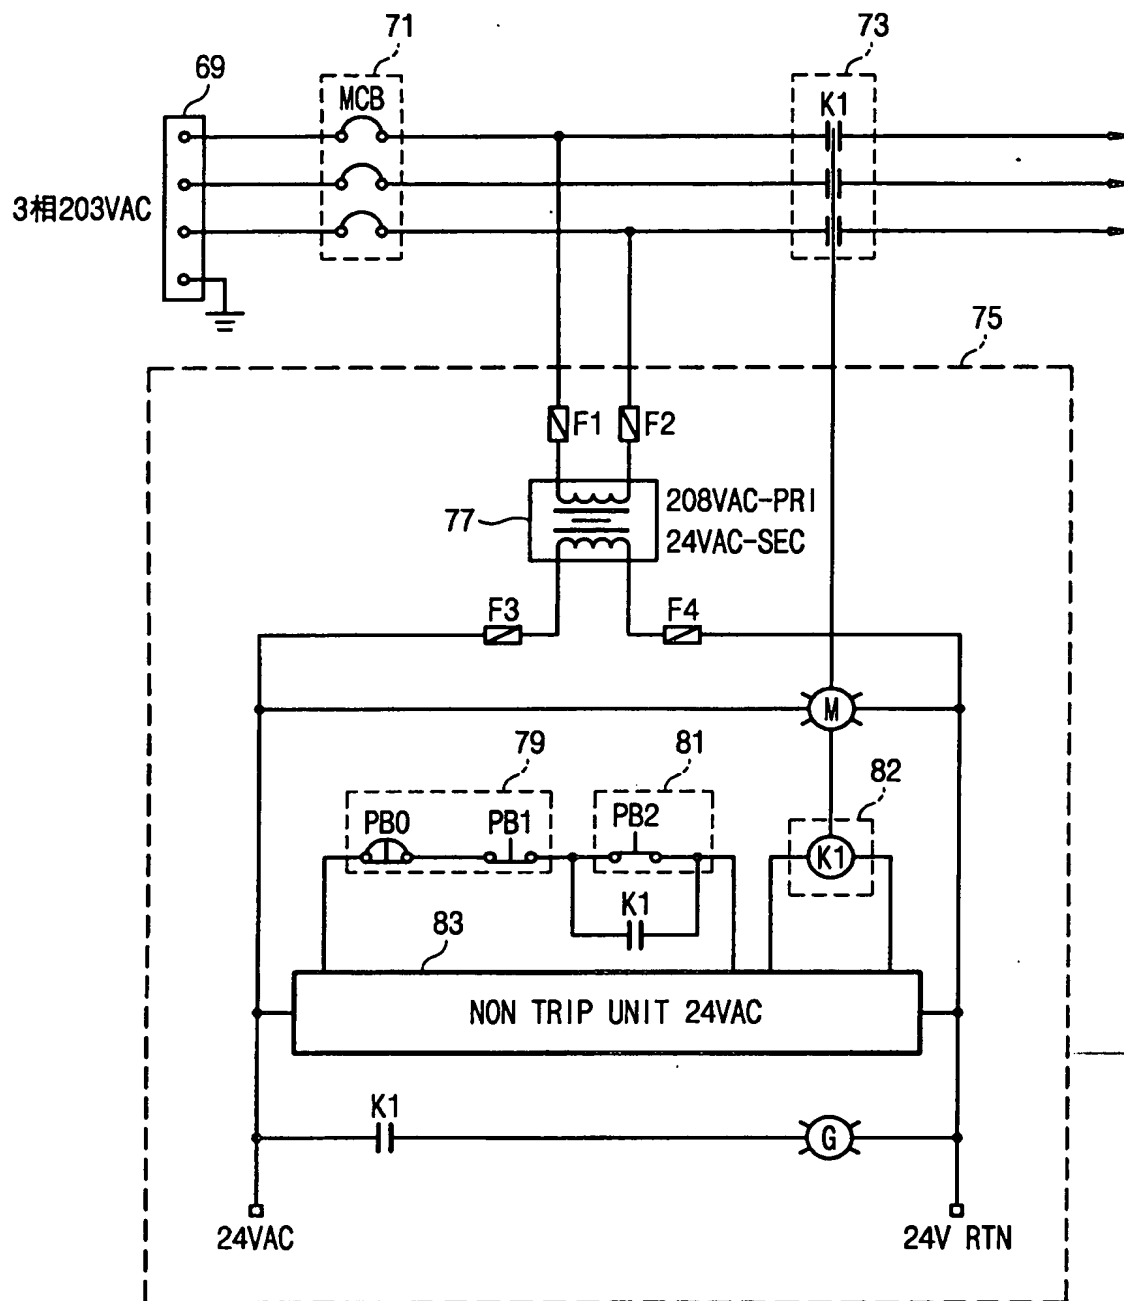 71
73
69
MCB
K1
3相203VAC
75
F1
F2
208VAC-PRI
77
24VAC-SEC
F3
F4
M
79
81
82
PB0
PB1
PB2
K1
K1
83
NON TRIP UNIT 24VAC
K1
G
24VAC
24V RTN